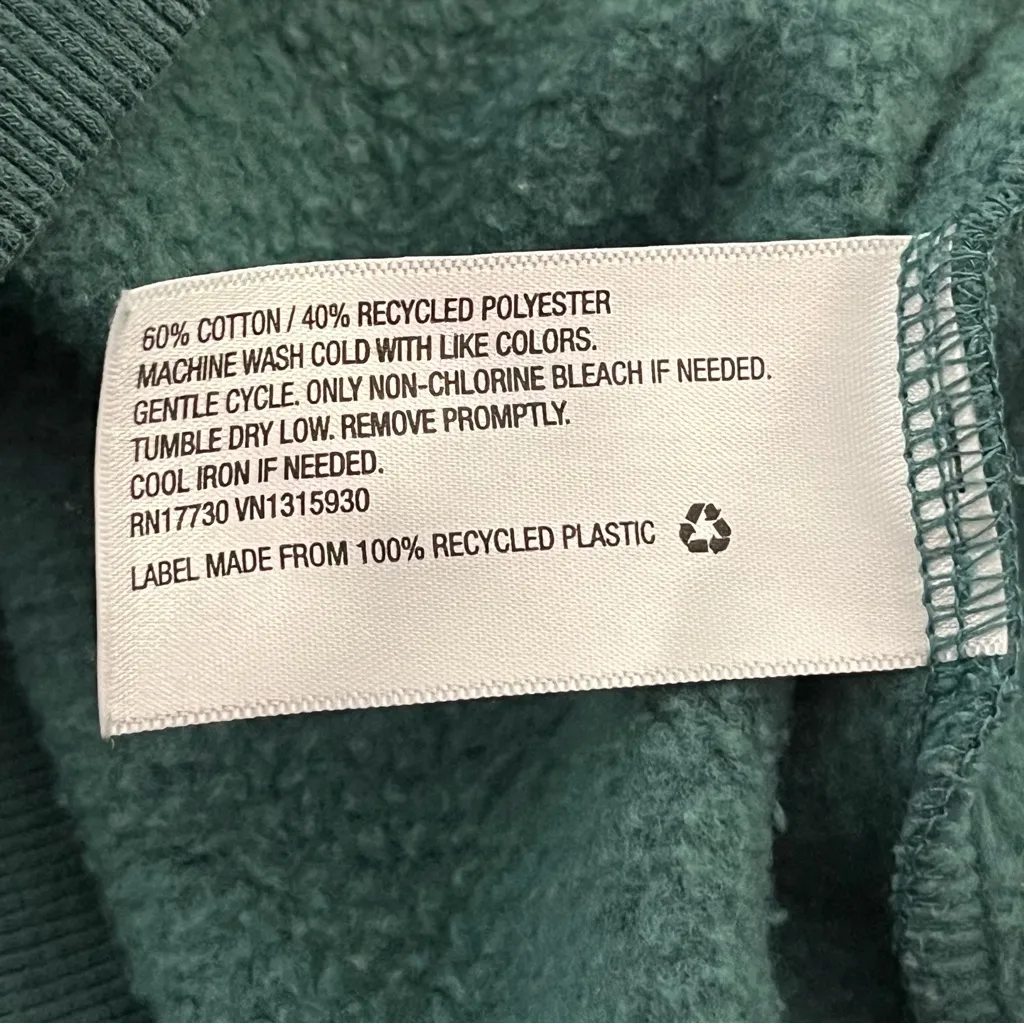 60% COTTON / 40% RECYCLED POLYESTER
MACHINE WASH COLD WITH LIKE COLORS.
GENTLE CYCLE. ONLY NON-CHLORINE BLEACH IF NEEDED.
TUMBLE DRY LOW. REMOVE PROMPTLY.
COOL IRON IF NEEDED.
RN17730 VN1315930
LABEL MADE FROM 100% RECYCLED PLASTIC